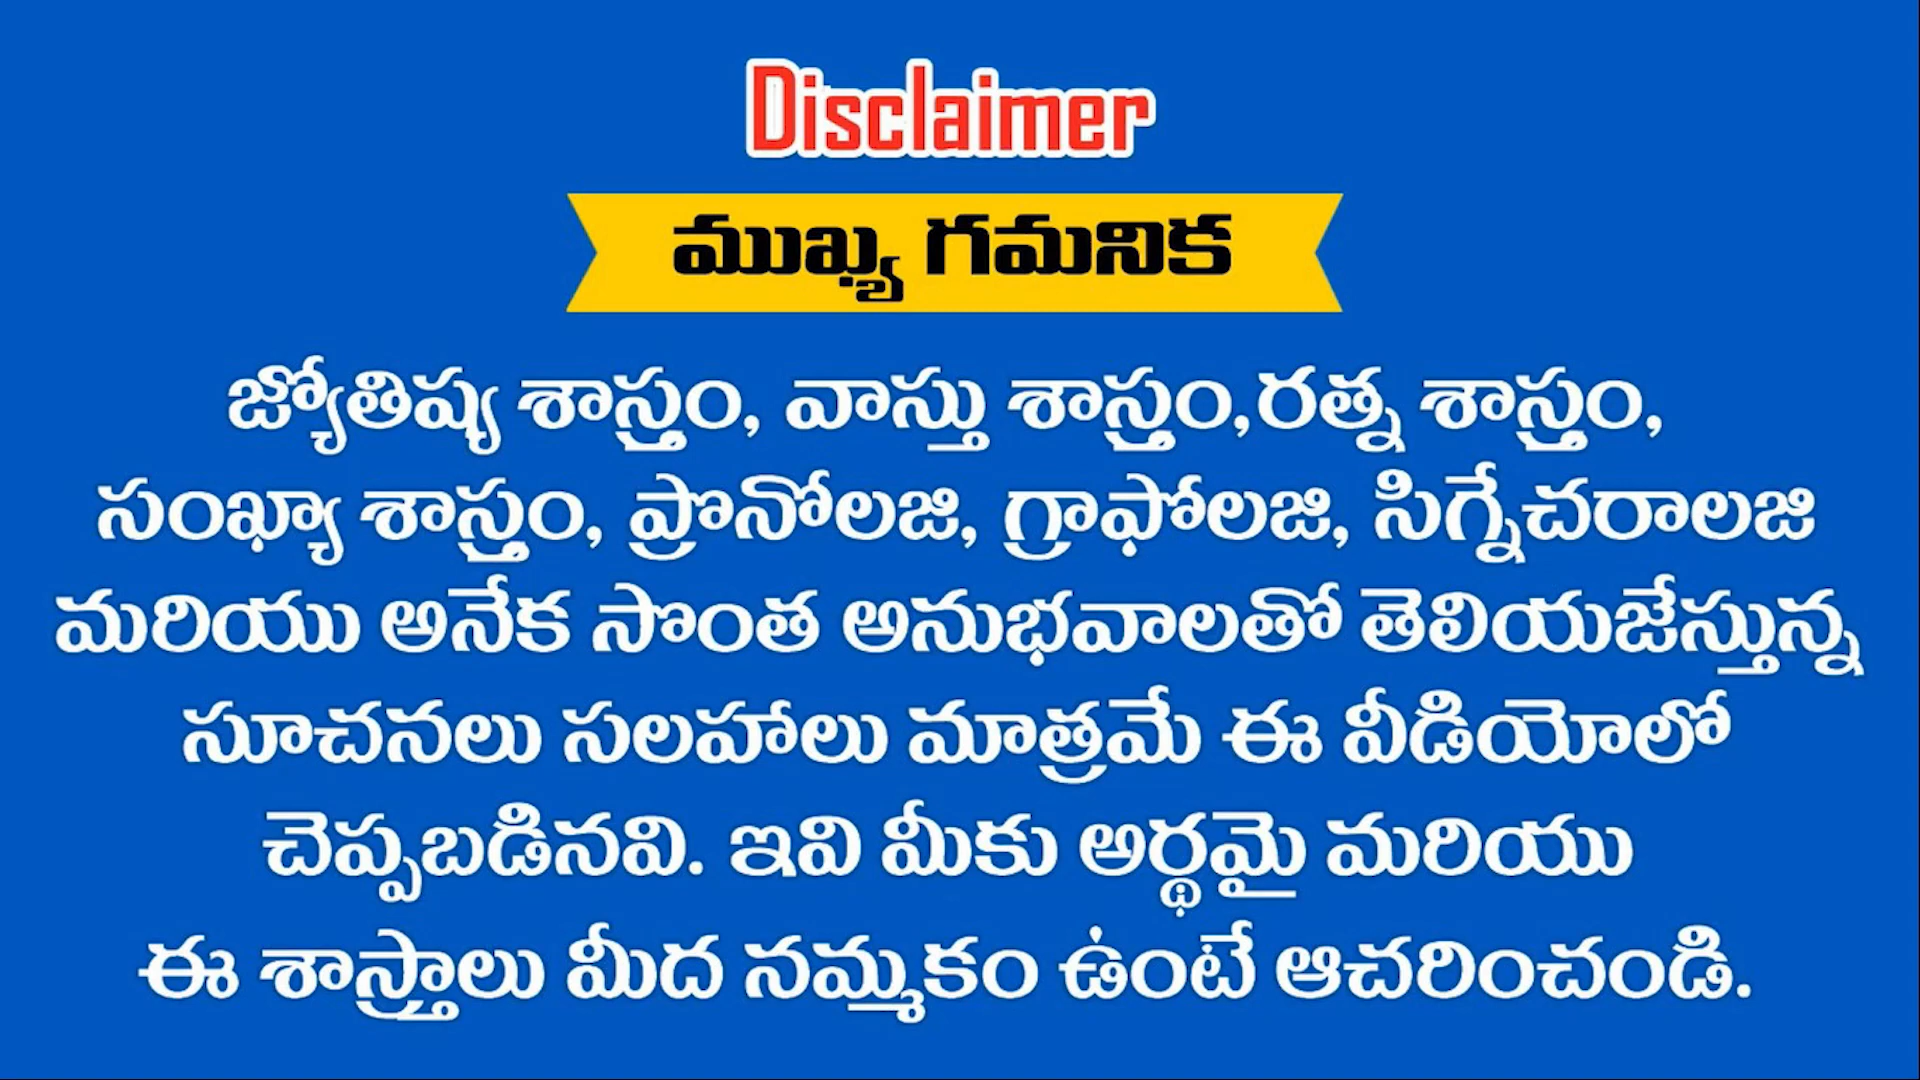 Disclaimer
ముఖ్య గమనిక
జ్యోతిష్య శాస్త్రం, వాస్తు శాస్త్రం,రత్న శాస్త్రం,
సంఖ్యా శాస్త్రం, ప్రొనోలజి, గ్రాఫోలజి, సిగ్నేచరాలజి
మరియు అనేక సొంత అనుభవాలతో తెలియజేస్తున్న
సూచనలు సలహాలు మాత్రమే ఈ వీడియోలో
చెప్పబడినవి. ఇవి మీకు అర్థమై మరియు
ఈ శాస్త్రాలు మీద నమ్మకం ఉంటే ఆచరించండి.